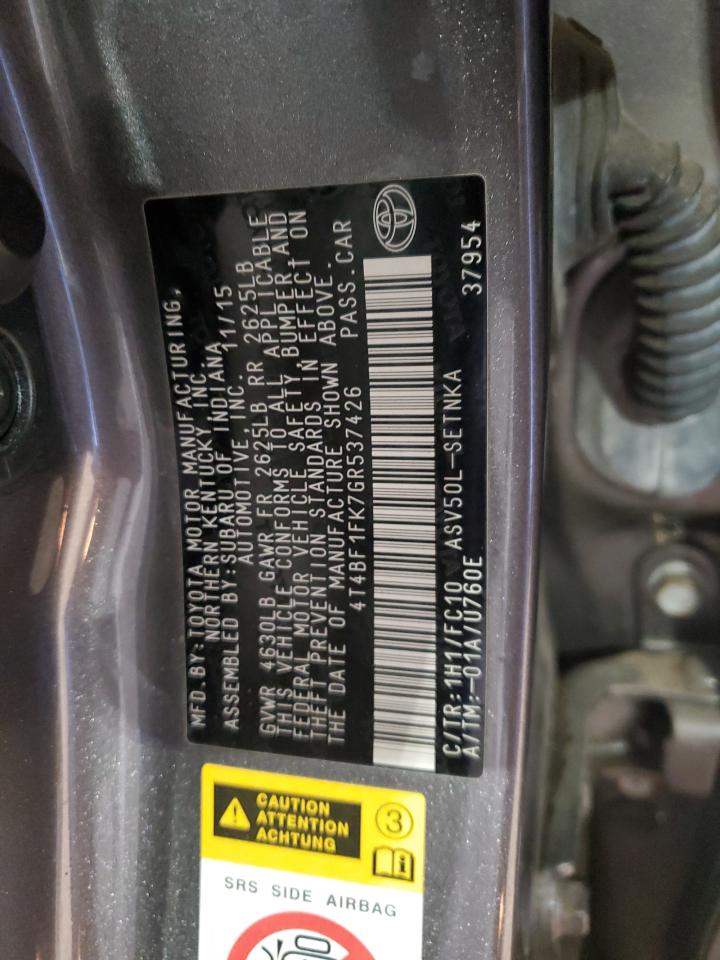 MFD. BY: TOYOTA MOTOR MANUFACTURING,
NORTHERN KENTUCKY, INC.
ASSEMBLED BY: SUBARU OF INDIANA
AUTOMOTIVE, INC. 11/15
GVWR 4630LB GAWR FR 2625LB RR 2625LB
THIS VEHICLE CONFORMS TO ALL APPLICABLE
FEDERAL MOTOR VEHICLE SAFETY, BUMPER AND
THEFT PREVENTION STANDARDS IN EFFECT ON
THE DATE OF MANUFACTURE SHOWN ABOVE.
4T4BF1FK7GR537426 PASS. CAR
C/TR: 1H1/FC10 ASV50L-SETNKA 37954
A/TM: -01A/U760E
CAUTION
ATTENTION
ACHTUNG
3
SRS SIDE AIRBAG